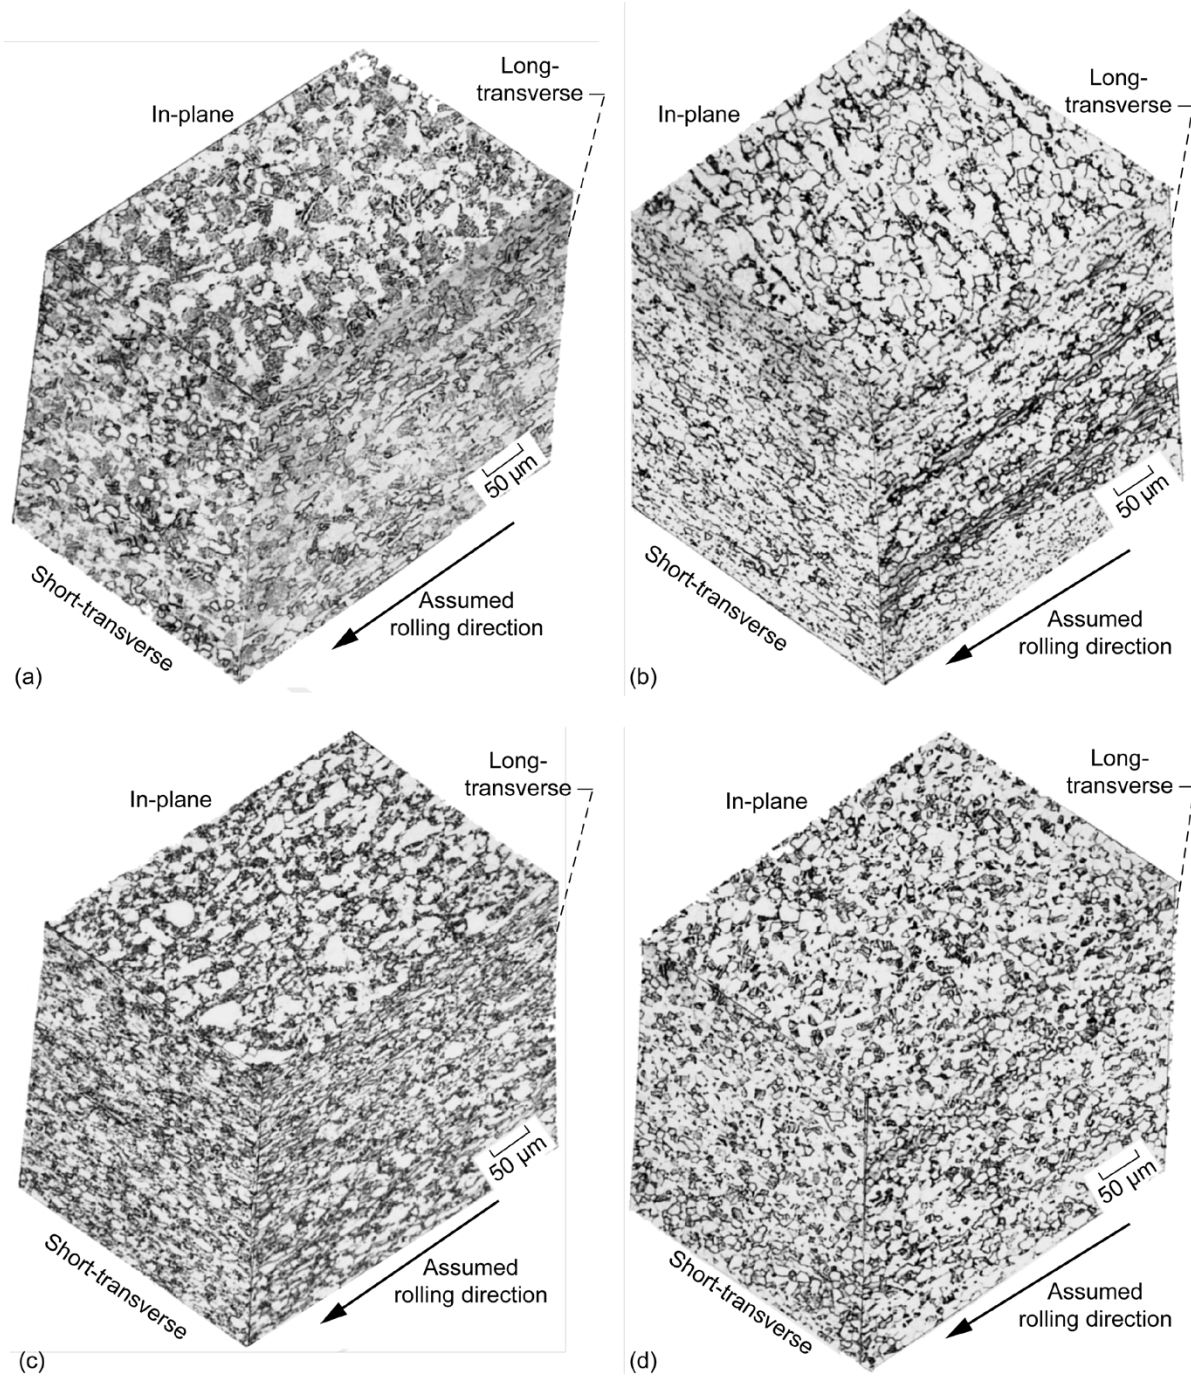 In-plane
Long-
transverse
50 µm
Short-transverse
Assumed
rolling direction
(a)
In-plane
Long-
transverse
50 µm
Short-transverse
Assumed
rolling direction
(b)
In-plane
Long-
transverse
50 µm
Short-transverse
Assumed
rolling direction
(c)
In-plane
Long-
transverse
50 µm
Short-transverse
Assumed
rolling direction
(d)